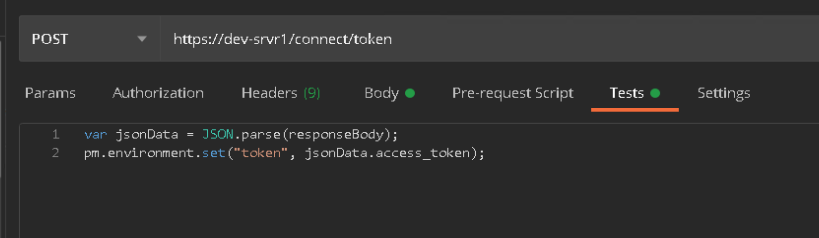 POST https://dev-srvr1/connect/token
Params Authorization Headers (9) Body Pre-request Script Tests Settings
1 var jsonData = JSON.parse(responseBody);
2 pm.environment.set("token", jsonData.access_token);